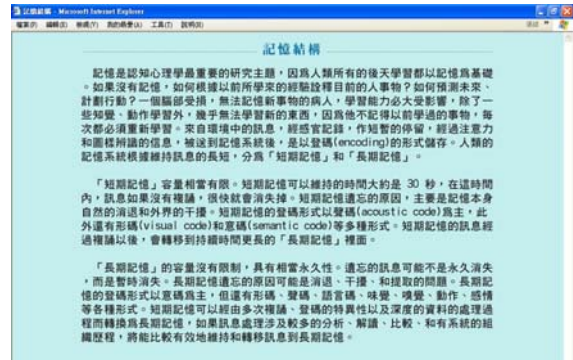 記憶結構 - Microsoft Internet Explorer
檔案(F) 編輯(E) 檢視(V) 我的最愛(A) 工具(T) 說明(H)
連結
記憶結構
記憶是認知心理學最重要的研究主題，因為人類所有的後天學習都以記憶為基礎
。如果沒有記憶，如何根據以前所學來的經驗詮釋目前的人事物？如何預測未來、
計劃行動？一個腦部受損，無法記憶新事物的病人，學習能力必大受影響，除了一
些知覺、動作學習外，幾乎無法學習新的東西，因為他不記得以前學過的事物，每
次都必須重新學習。來自環境中的訊息，經感官記錄，作短暫的停留，經過注意力
和圖樣辨識的信息，被送到記憶系統後，是以登碼(encoding)的形式儲存。人類的
記憶系統根據維持訊息的長短，分為「短期記憶」和「長期記憶」。
「短期記憶」容量相當有限。短期記憶可以維持的時間大約是 30 秒，在這時間
內，訊息如果沒有複誦，很快就會消失掉。短期記憶遺忘的原因，主要是記憶本身
自然的消退和外界的干擾。短期記憶的登碼形式以聲碼(acoustic code)為主，此
外還有形碼(visual code)和意碼(semantic code)等多種形式。短期記憶的訊息經
過複誦以後，會轉移到持續時間更長的「長期記憶」裡面。
「長期記憶」的容量沒有限制，具有相當永久性。遺忘的訊息可能不是永久消失
，而是暫時消失。長期記憶遺忘的原因可能是消退、干擾、和提取的問題。長期記
憶的登碼形式以意碼為主，但還有形碼、聲碼、語言碼、味覺、嗅覺、動作、感情
等各種形式。短期記憶可以經由多次複誦、登碼的特異性以及深度的資料的處理過
程而轉換為長期記憶，如果訊息處理涉及較多的分析、解讀、比較、和有系統的組
織歷程，將能比較有效地維持和轉移訊息到長期記憶。